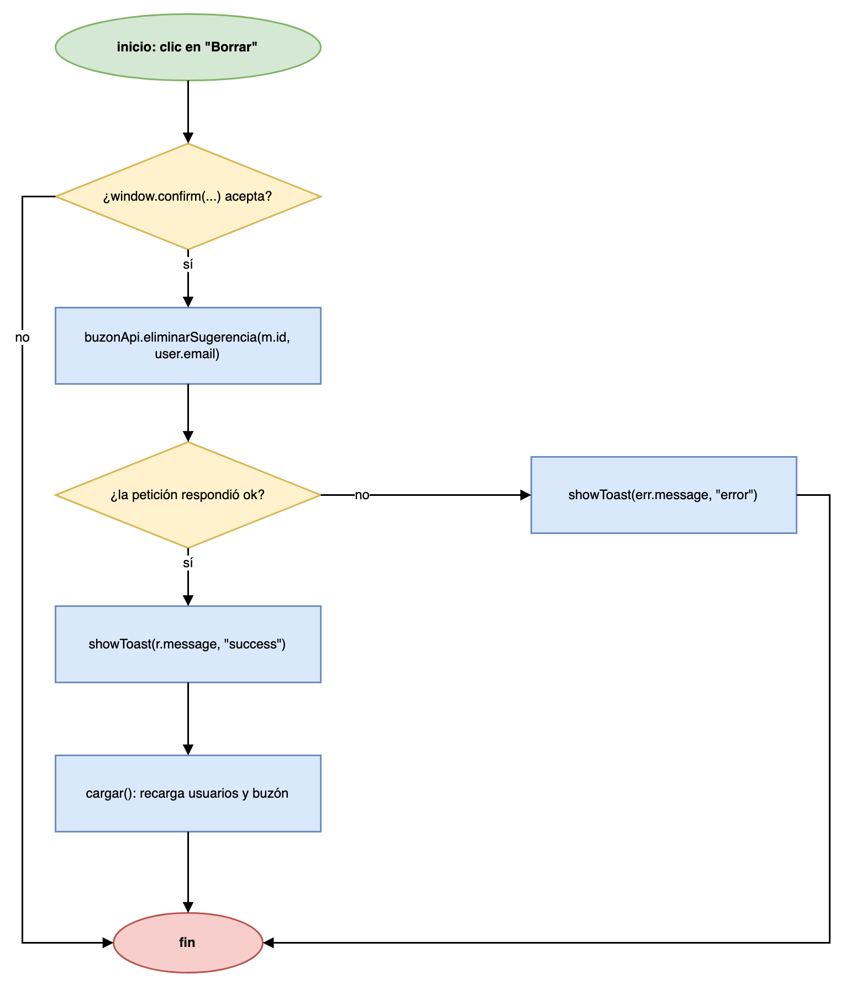 inicio: clic en "Borrar"
¿window.confirm(...) acepta?
sí
no
buzonApi.eliminarSugerencia(m.id,
user.email)
¿la petición respondió ok?
no
showToast(err.message, "error")
sí
showToast(r.message, "success")
cargar(): recarga usuarios y buzón
fin